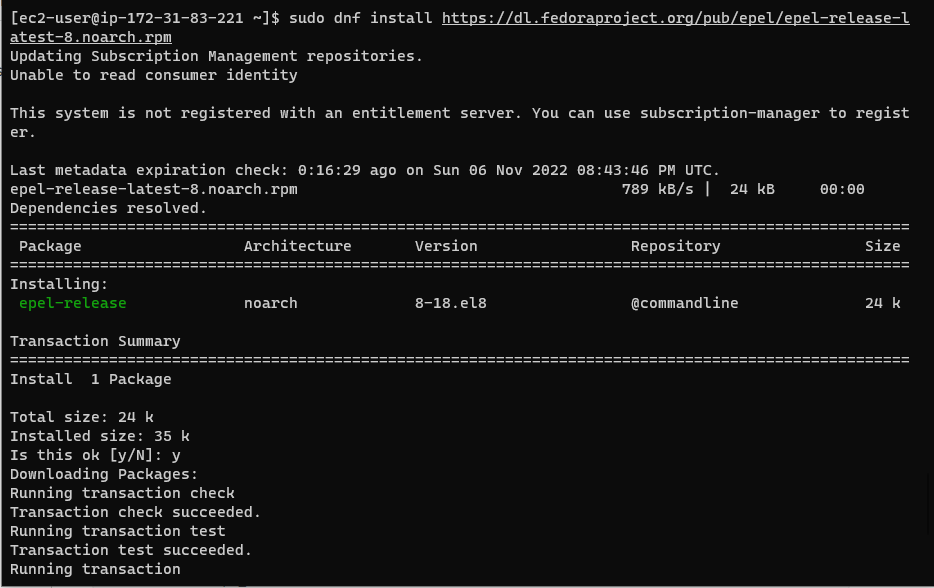 [ec2-user@ip-172-31-83-221 ~]$ sudo dnf install https://dl.fedoraproject.org/pub/epel/epel-release-l
atest-8.noarch.rpm
Updating Subscription Management repositories.
Unable to read consumer identity
This system is not registered with an entitlement server. You can use subscription-manager to regist
er.
Last metadata expiration check: 0:16:29 ago on Sun 06 Nov 2022 08:43:46 PM UTC.
epel-release-latest-8.noarch.rpm                                    789 kB/s |  24 kB     00:00
Dependencies resolved.
====================================================================================================
 Package                  Architecture       Version                 Repository                Size
====================================================================================================
Installing:
 epel-release             noarch             8-18.el8                @commandline              24 k
Transaction Summary
====================================================================================================
Install  1 Package
Total size: 24 k
Installed size: 35 k
Is this ok [y/N]: y
Downloading Packages:
Running transaction check
Transaction check succeeded.
Running transaction test
Transaction test succeeded.
Running transaction